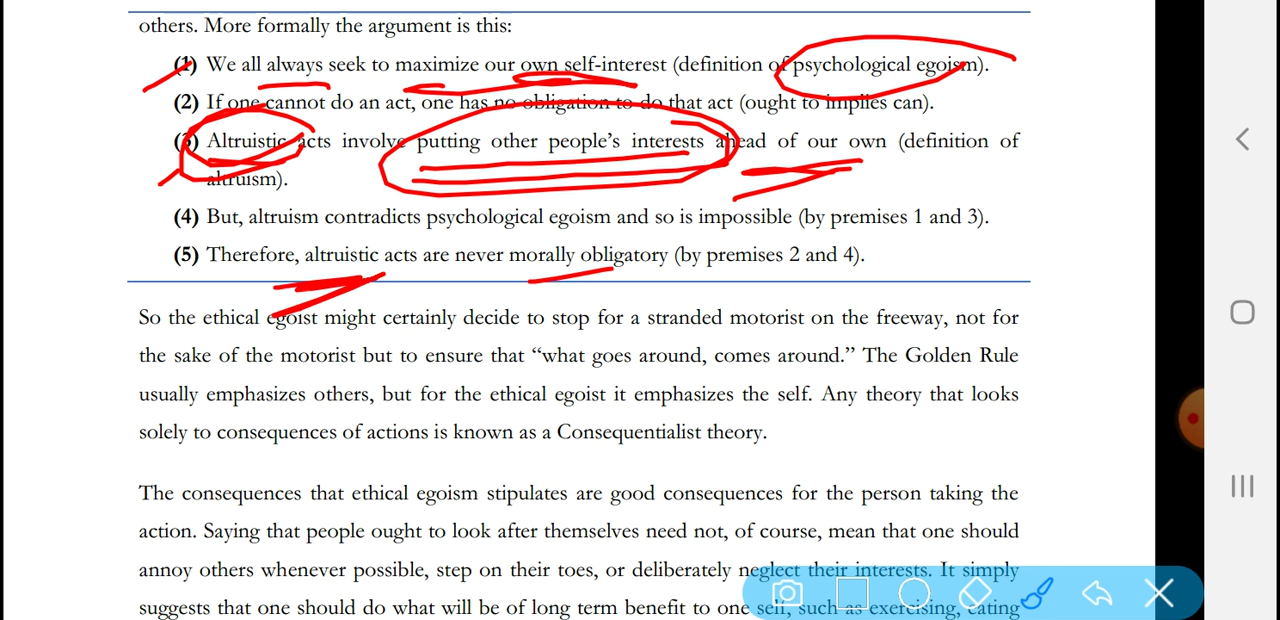 others. More formally the argument is this:
(1) We all always seek to maximize our own self-interest (definition of psychological egoism).
(2) If one cannot do an act, one has no obligation to do that act (ought to implies can).
(3) Altruistic acts involve putting other people's interests ahead of our own (definition of
altruism).
(4) But, altruism contradicts psychological egoism and so is impossible (by premises 1 and 3).
(5) Therefore, altruistic acts are never morally obligatory (by premises 2 and 4).
So the ethical egoist might certainly decide to stop for a stranded motorist on the freeway, not for
the sake of the motorist but to ensure that “what goes around, comes around.” The Golden Rule
usually emphasizes others, but for the ethical egoist it emphasizes the self. Any theory that looks
solely to consequences of actions is known as a Consequentialist theory.
The consequences that ethical egoism stipulates are good consequences for the person taking the
action. Saying that people ought to look after themselves need not, of course, mean that one should
annoy others whenever possible, step on their toes, or deliberately neglect their interests. It simply
suggests that one should do what will be of long term benefit to one self, such as exercising, eating